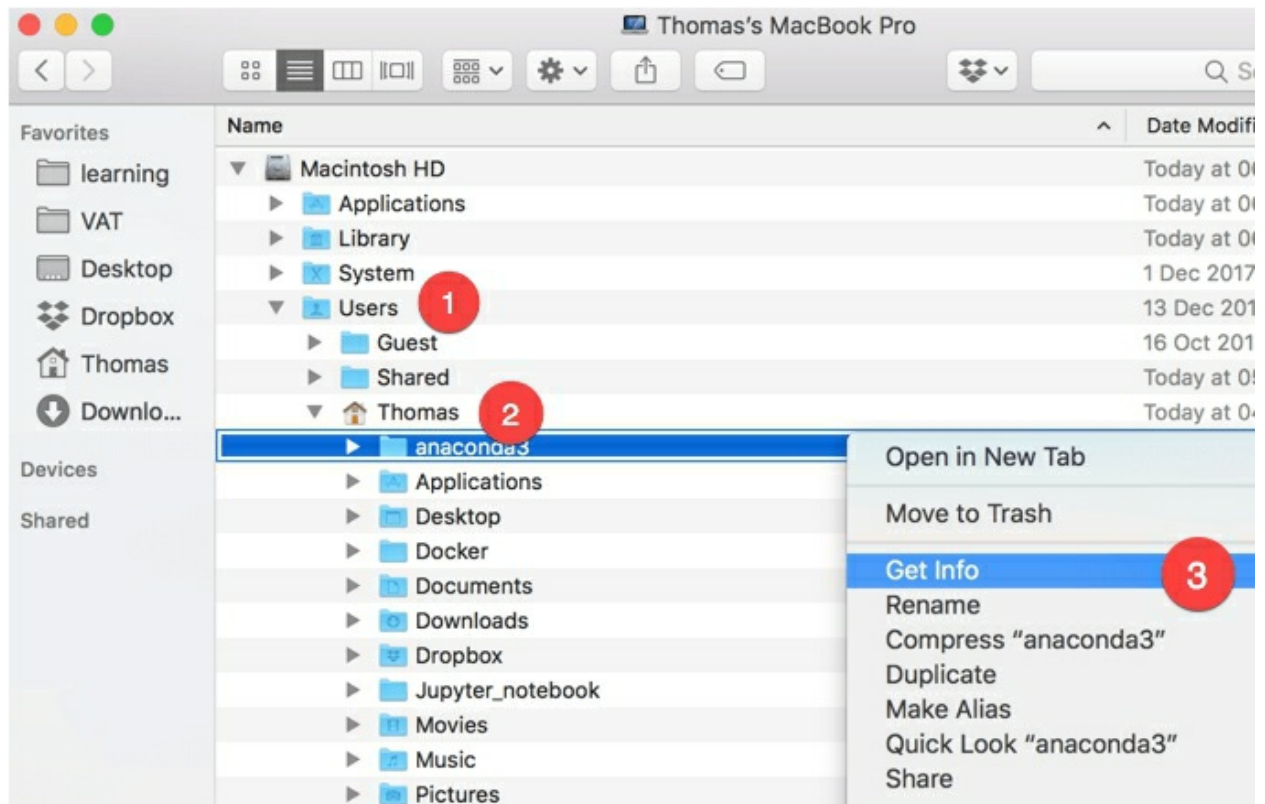 Thomas's MacBook Pro
Favorites
learning
VAT
Desktop
Dropbox
Thomas
Downlo...
Devices
Shared
Name Date Modifi
Macintosh HD Today at 0
Applications Today at 0
Library Today at 0
System 1 Dec 2017
Users 1 13 Dec 201
Guest 16 Oct 201
Shared Today at 0
Thomas 2 Today at 0
anaconda3
Applications
Desktop
Docker
Documents
Downloads
Dropbox
Jupyter_notebook
Movies
Music
Pictures
Open in New Tab
Move to Trash
Get Info 3
Rename
Compress “anaconda3”
Duplicate
Make Alias
Quick Look “anaconda3”
Share